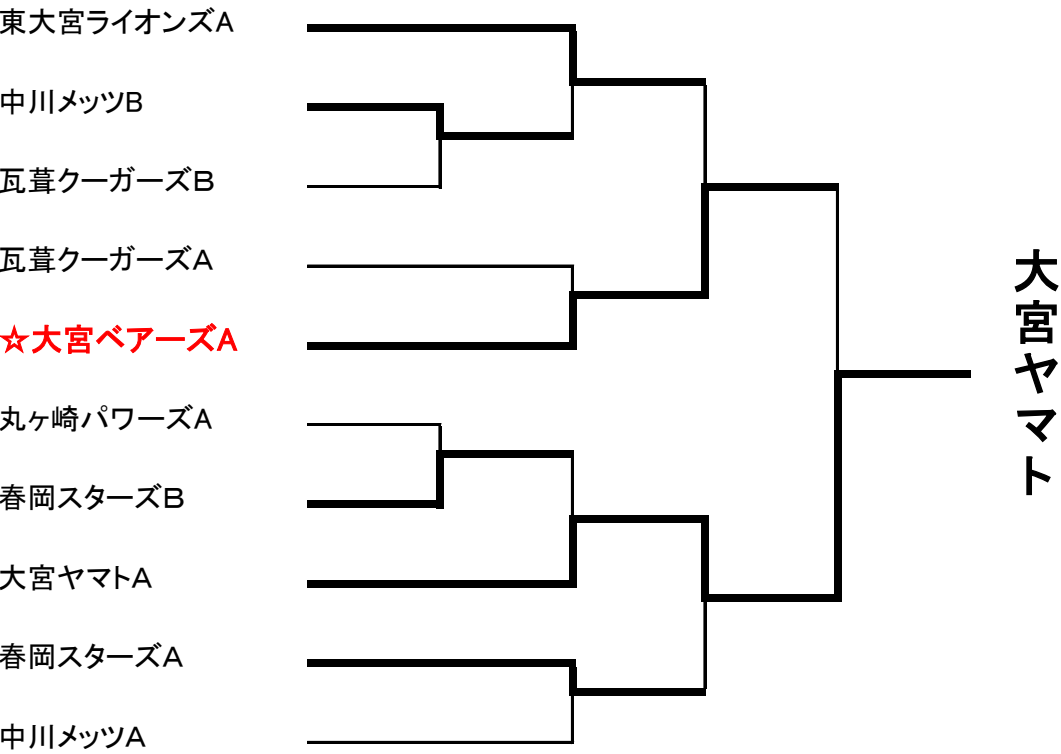 東大宮ライオンズA
中川メッツB
瓦葺クーガーズＢ
瓦葺クーガーズＡ
☆大宮ベアーズA
丸ヶ崎パワーズA
春岡スターズＢ
大宮ヤマトＡ
春岡スターズＡ
中川メッツＡ
大宮ヤマト